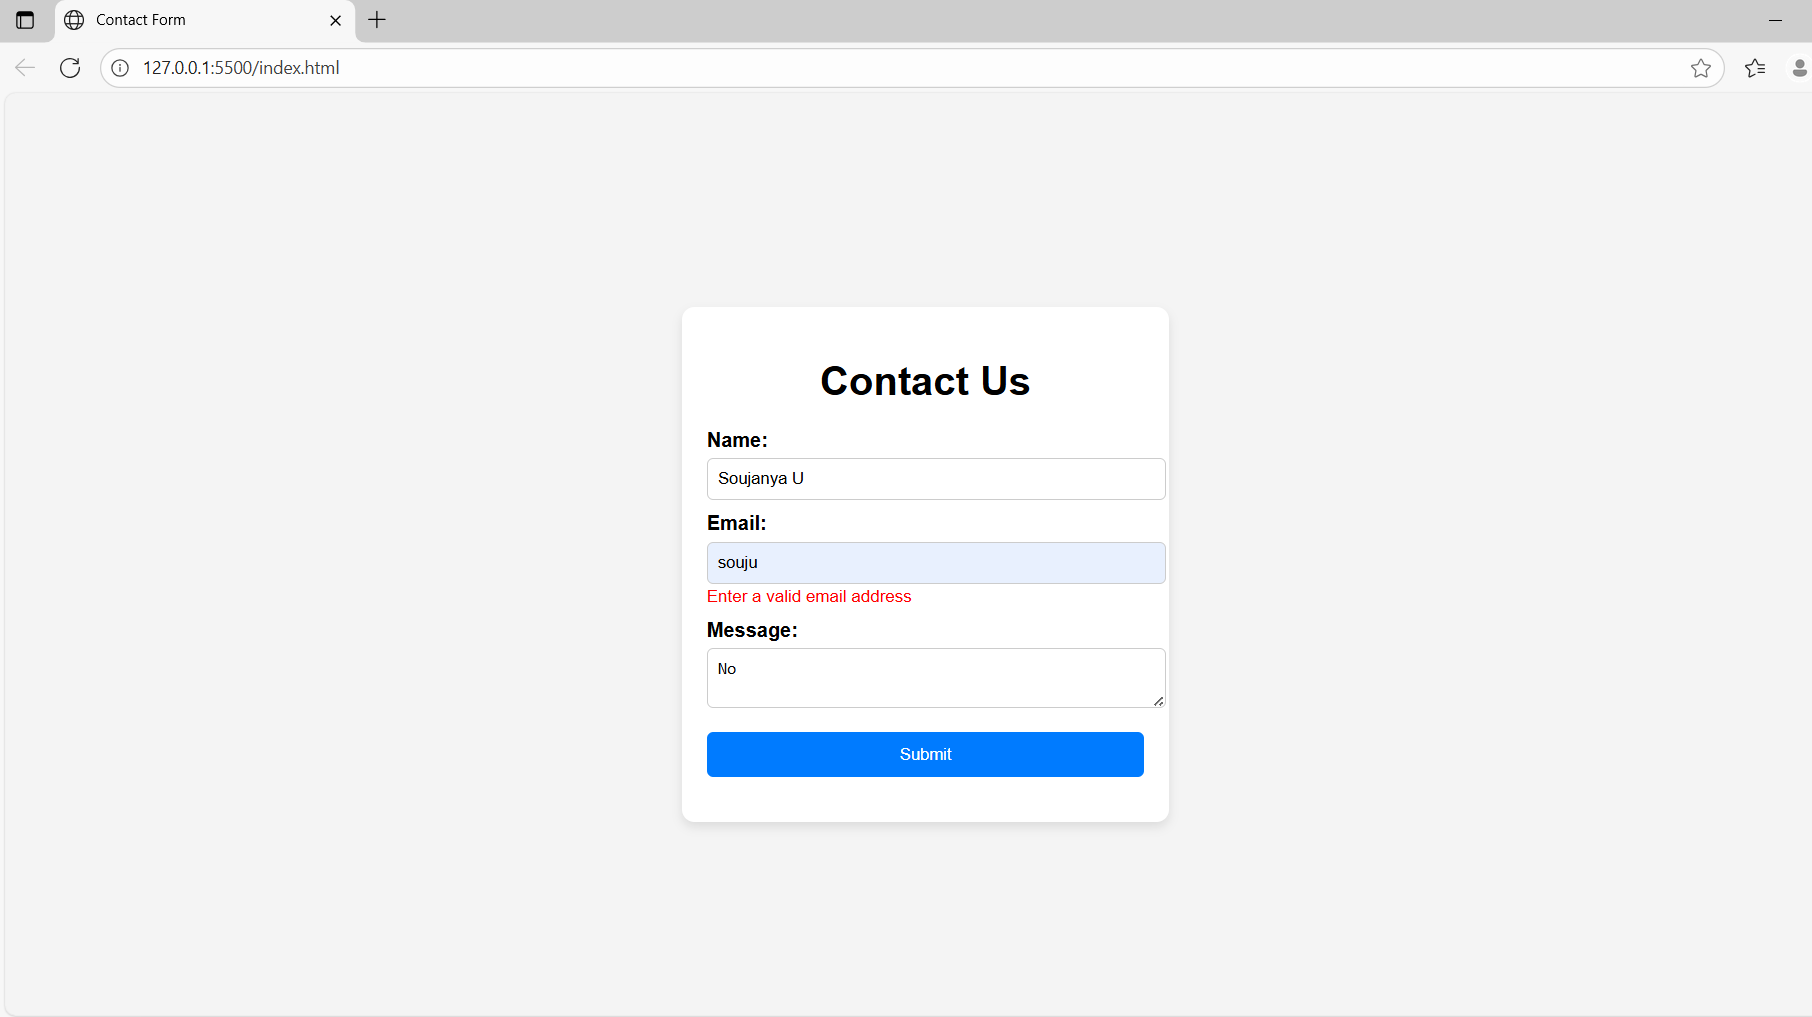 Contact Form
127.0.0.1:5500/index.html
Contact Us
Name:
Soujanya U
Email:
souju
Enter a valid email address
Message:
No
Submit